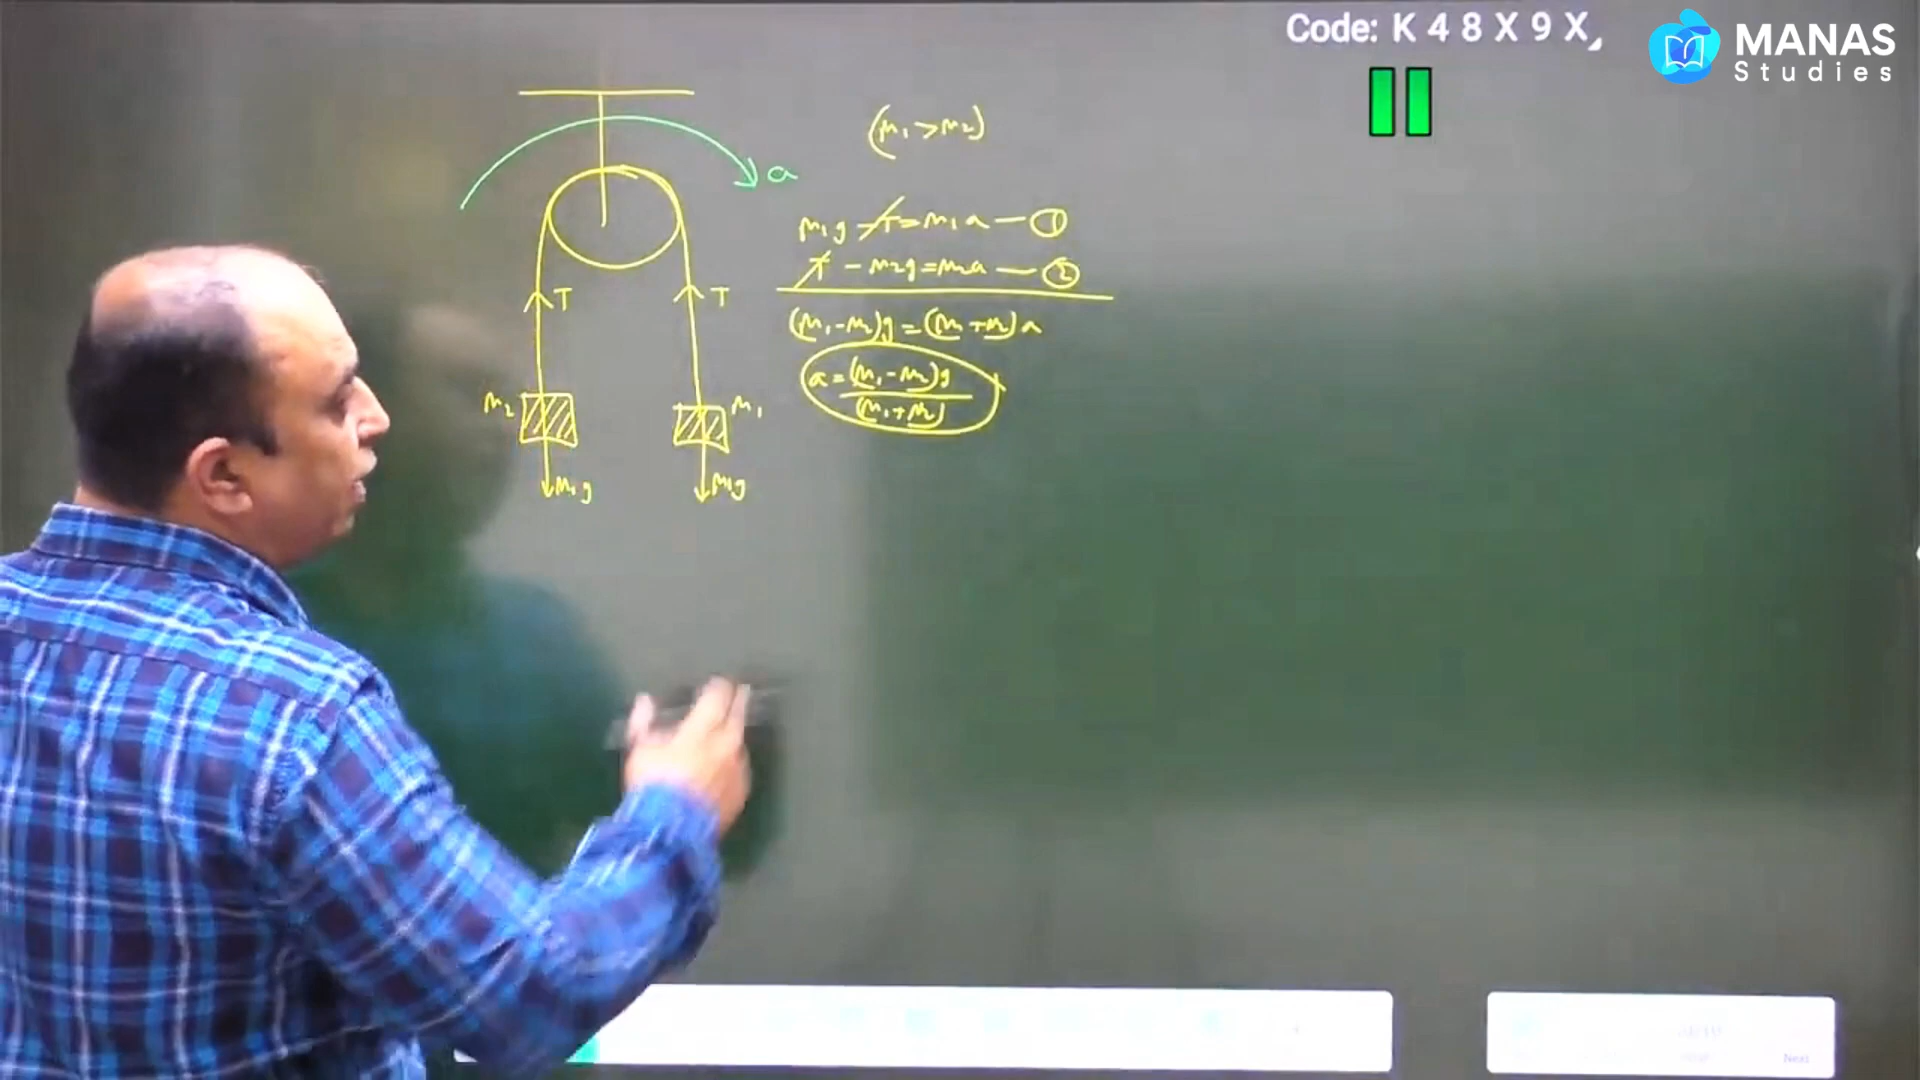 Code: K 4 8 X 9 X
MANAS
Studies
(m₁ > m₂)
a
m₁g - T = m₁a — ①
T - m₂g = m₂a — ②
(m₁ - m₂)g = (m₁ + m₂)a
a = (m₁ - m₂)g / (m₁ + m₂)
T
T
m₂
m₁
m₁g
m₁g
Next